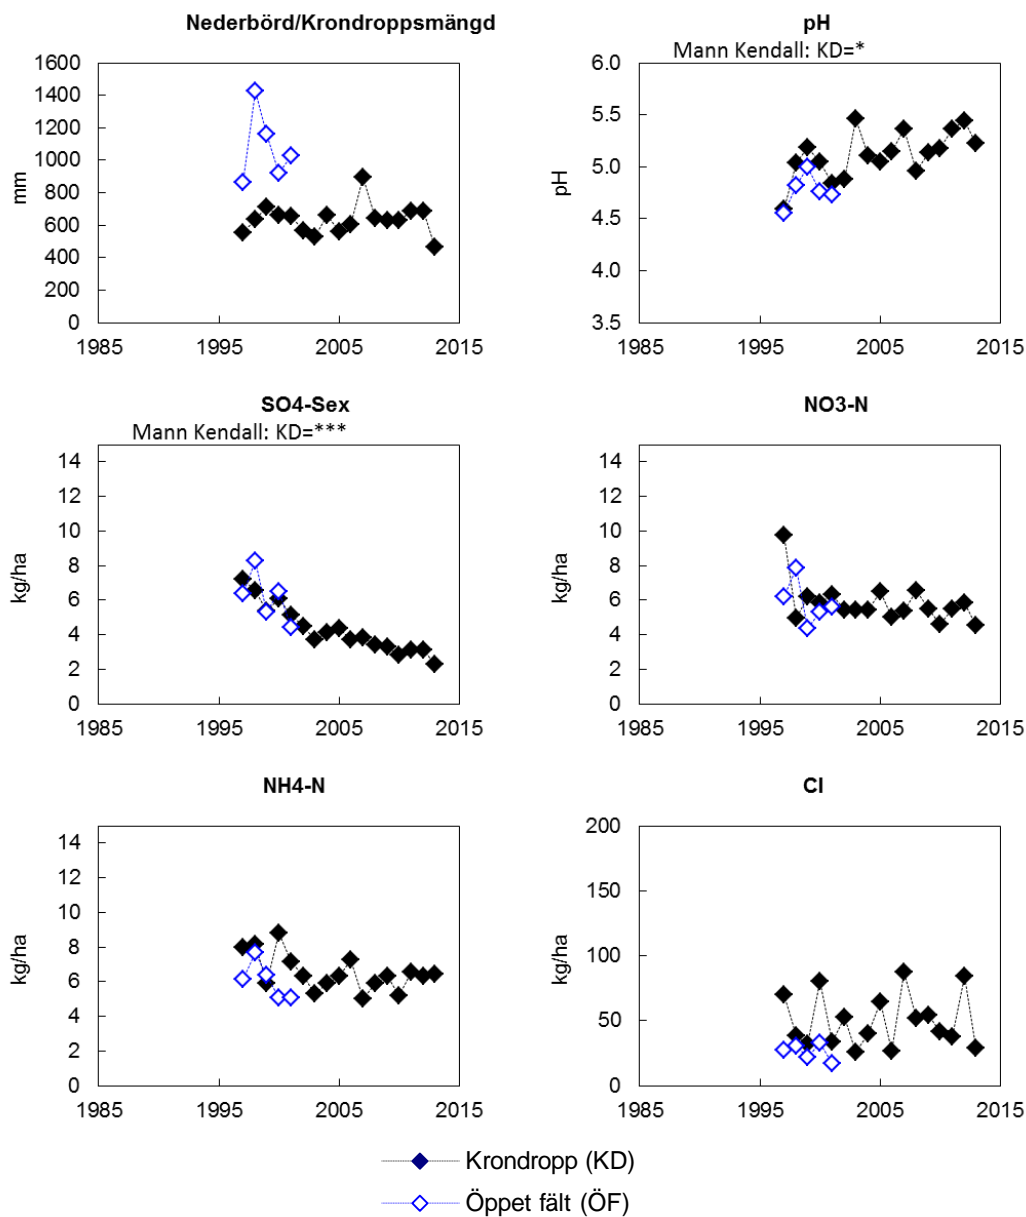 Nederbörd/Krondroppsmängd
1600
1400
1200
1000
800
600
400
200
0
mm
1985 1995 2005 2015
pH
Mann Kendall: KD=*
6.0
5.5
5.0
4.5
4.0
3.5
pH
1985 1995 2005 2015
SO4-Sex
Mann Kendall: KD=***
14
12
10
8
6
4
2
0
kg/ha
1985 1995 2005 2015
NO3-N
14
12
10
8
6
4
2
0
kg/ha
1985 1995 2005 2015
NH4-N
14
12
10
8
6
4
2
0
kg/ha
1985 1995 2005 2015
Cl
200
150
100
50
0
kg/ha
1985 1995 2005 2015
Krondropp (KD)
Öppet fält (ÖF)